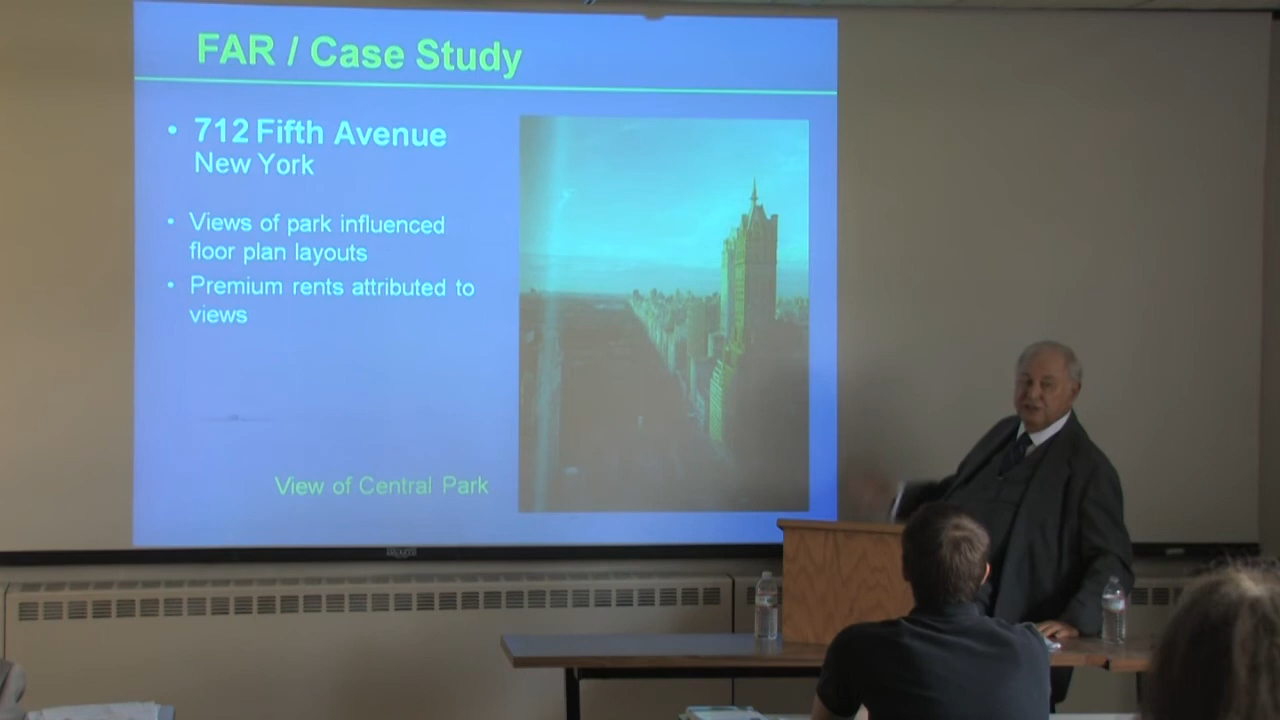 FAR / Case Study
• 712 Fifth Avenue
New York
• Views of park influenced
floor plan layouts
• Premium rents attributed to
views
View of Central Park